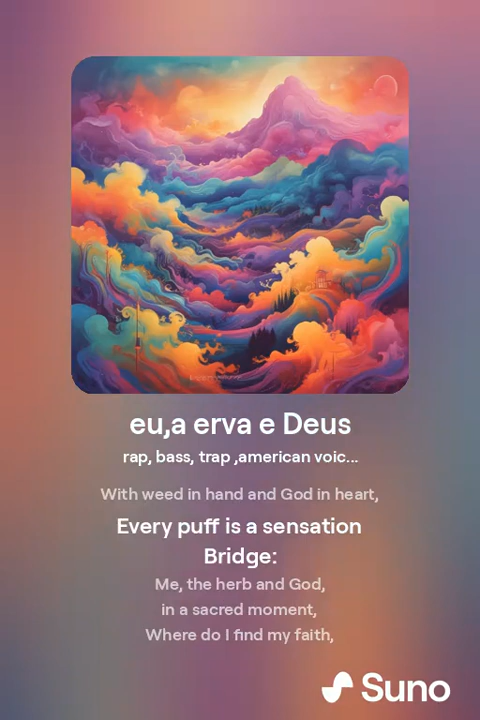 eu,a erva e Deus
rap, bass, trap ,american voic...
With weed in hand and God in heart,
Every puff is a sensation
Bridge:
Me, the herb and God,
in a sacred moment,
Where do I find my faith,
Suno